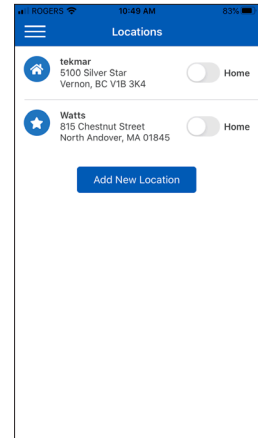 ROGERS 10:49 AM 83%
Locations
tekmar
5100 Silver Star
Vernon, BC V1B 3K4
Home
Watts
815 Chestnut Street
North Andover, MA 01845
Home
Add New Location